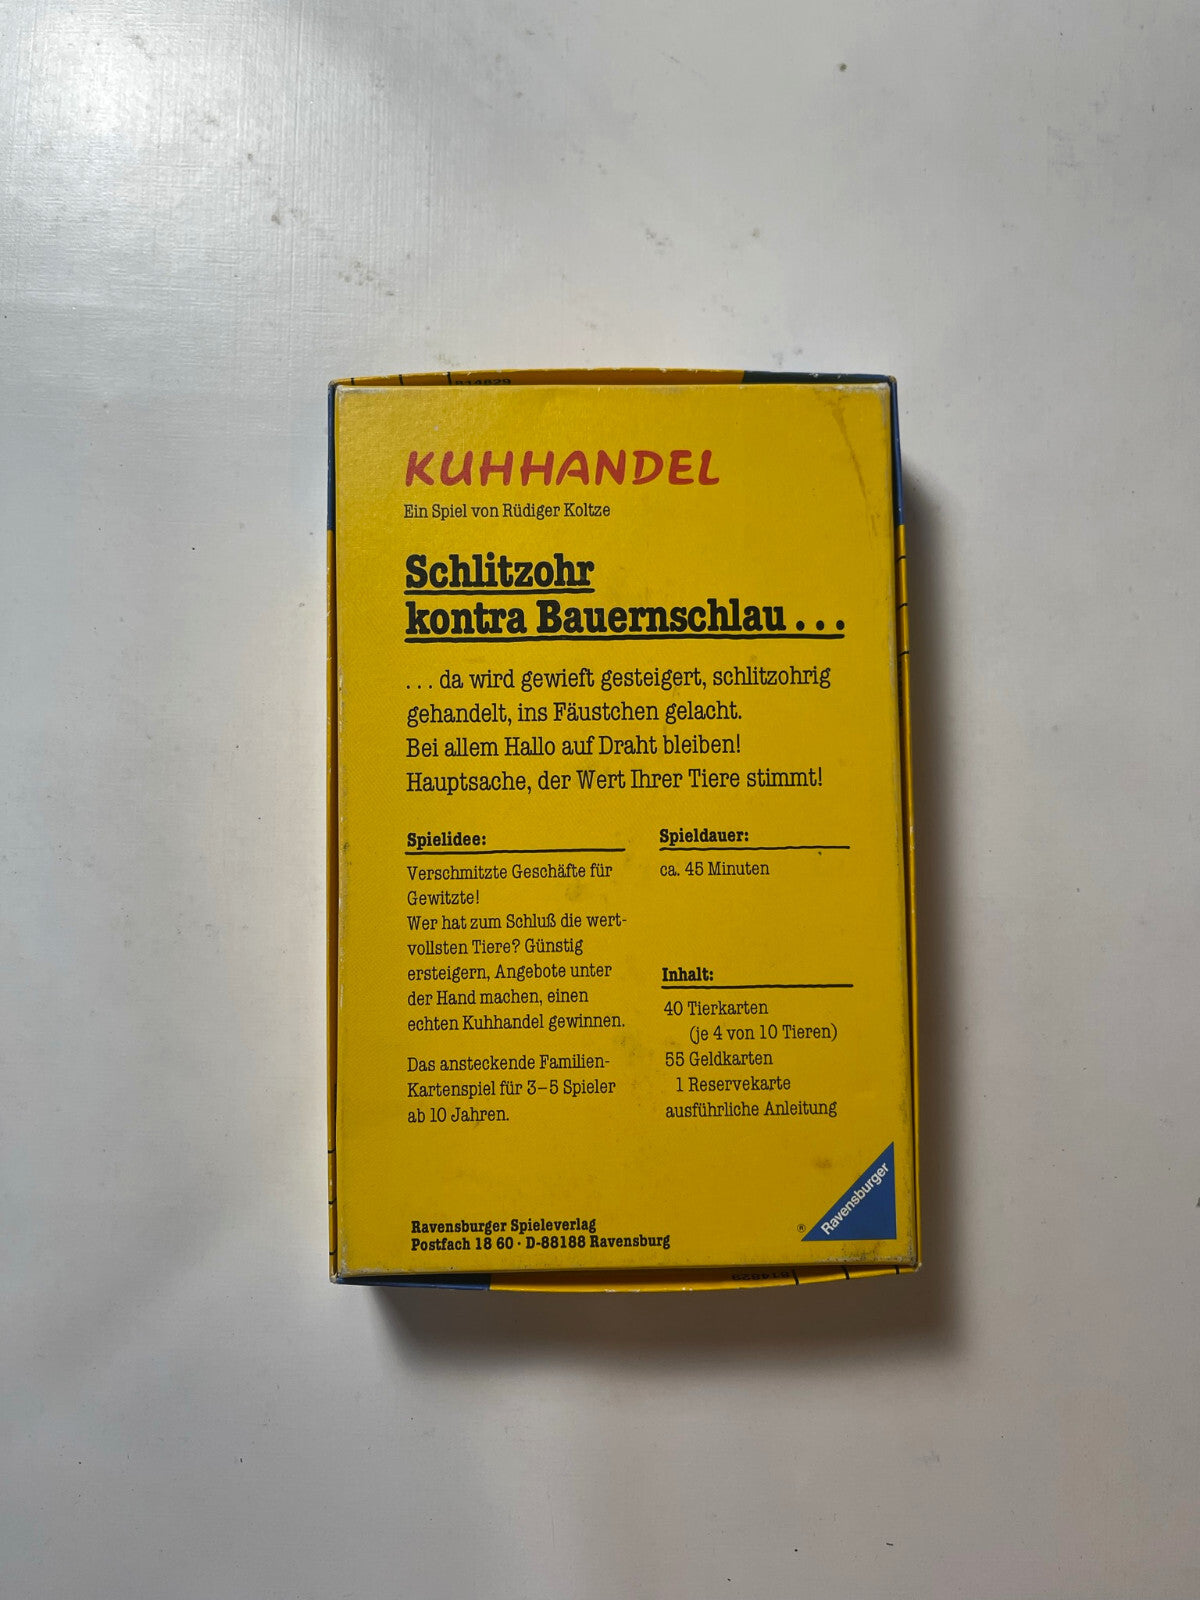 814829
KUHHANDEL
Ein Spiel von Rüdiger Koltze
Schlitzohr
kontra Bauernschlau . . .
. . . da wird gewieft gesteigert, schlitzohrig
gehandelt, ins Fäustchen gelacht.
Bei allem Hallo auf Draht bleiben!
Hauptsache, der Wert Ihrer Tiere stimmt!
Spielidee:
Verschmitzte Geschäfte für
Gewitzte!
Wer hat zum Schluß die wert-
vollsten Tiere? Günstig
ersteigern, Angebote unter
der Hand machen, einen
echten Kuhhandel gewinnen.
Das ansteckende Familien-
Kartenspiel für 3–5 Spieler
ab 10 Jahren.
Spieldauer:
ca. 45 Minuten
Inhalt:
40 Tierkarten
(je 4 von 10 Tieren)
55 Geldkarten
1 Reservekarte
ausführliche Anleitung
Ravensburger Spieleverlag
Postfach 18 60 · D-88188 Ravensburg
® Ravensburger
814829